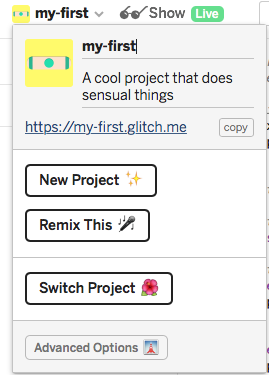 my-first Show Live
my-first
A cool project that does
sensual things
https://my-first.glitch.me copy
New Project ✨
Remix This 🎤
Switch Project 🌺
Advanced Options